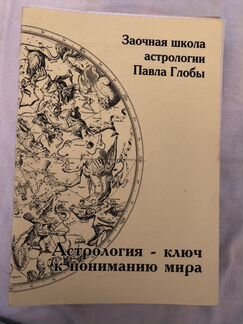 Заочная школа
астрологии
Павла Глобы
Астрология - ключ
к пониманию мира